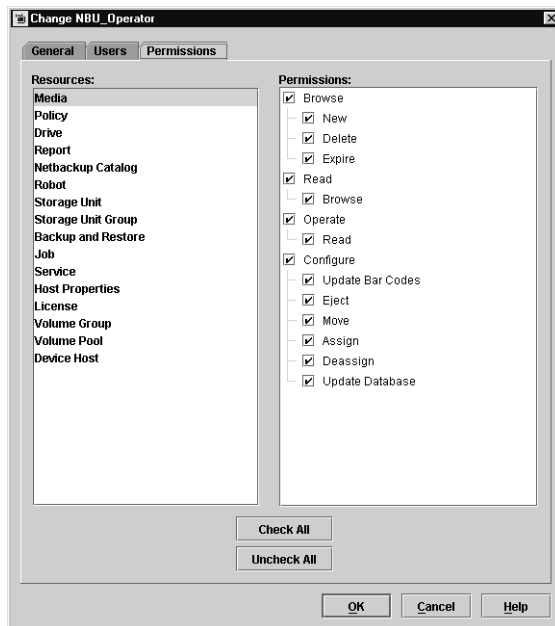 Change NBU_Operator
General Users Permissions
Resources:
Media
Policy
Drive
Report
Netbackup Catalog
Robot
Storage Unit
Storage Unit Group
Backup and Restore
Job
Service
Host Properties
License
Volume Group
Volume Pool
Device Host
Permissions:
Browse
New
Delete
Expire
Read
Browse
Operate
Read
Configure
Update Bar Codes
Eject
Move
Assign
Deassign
Update Database
Check All
Uncheck All
OK Cancel Help